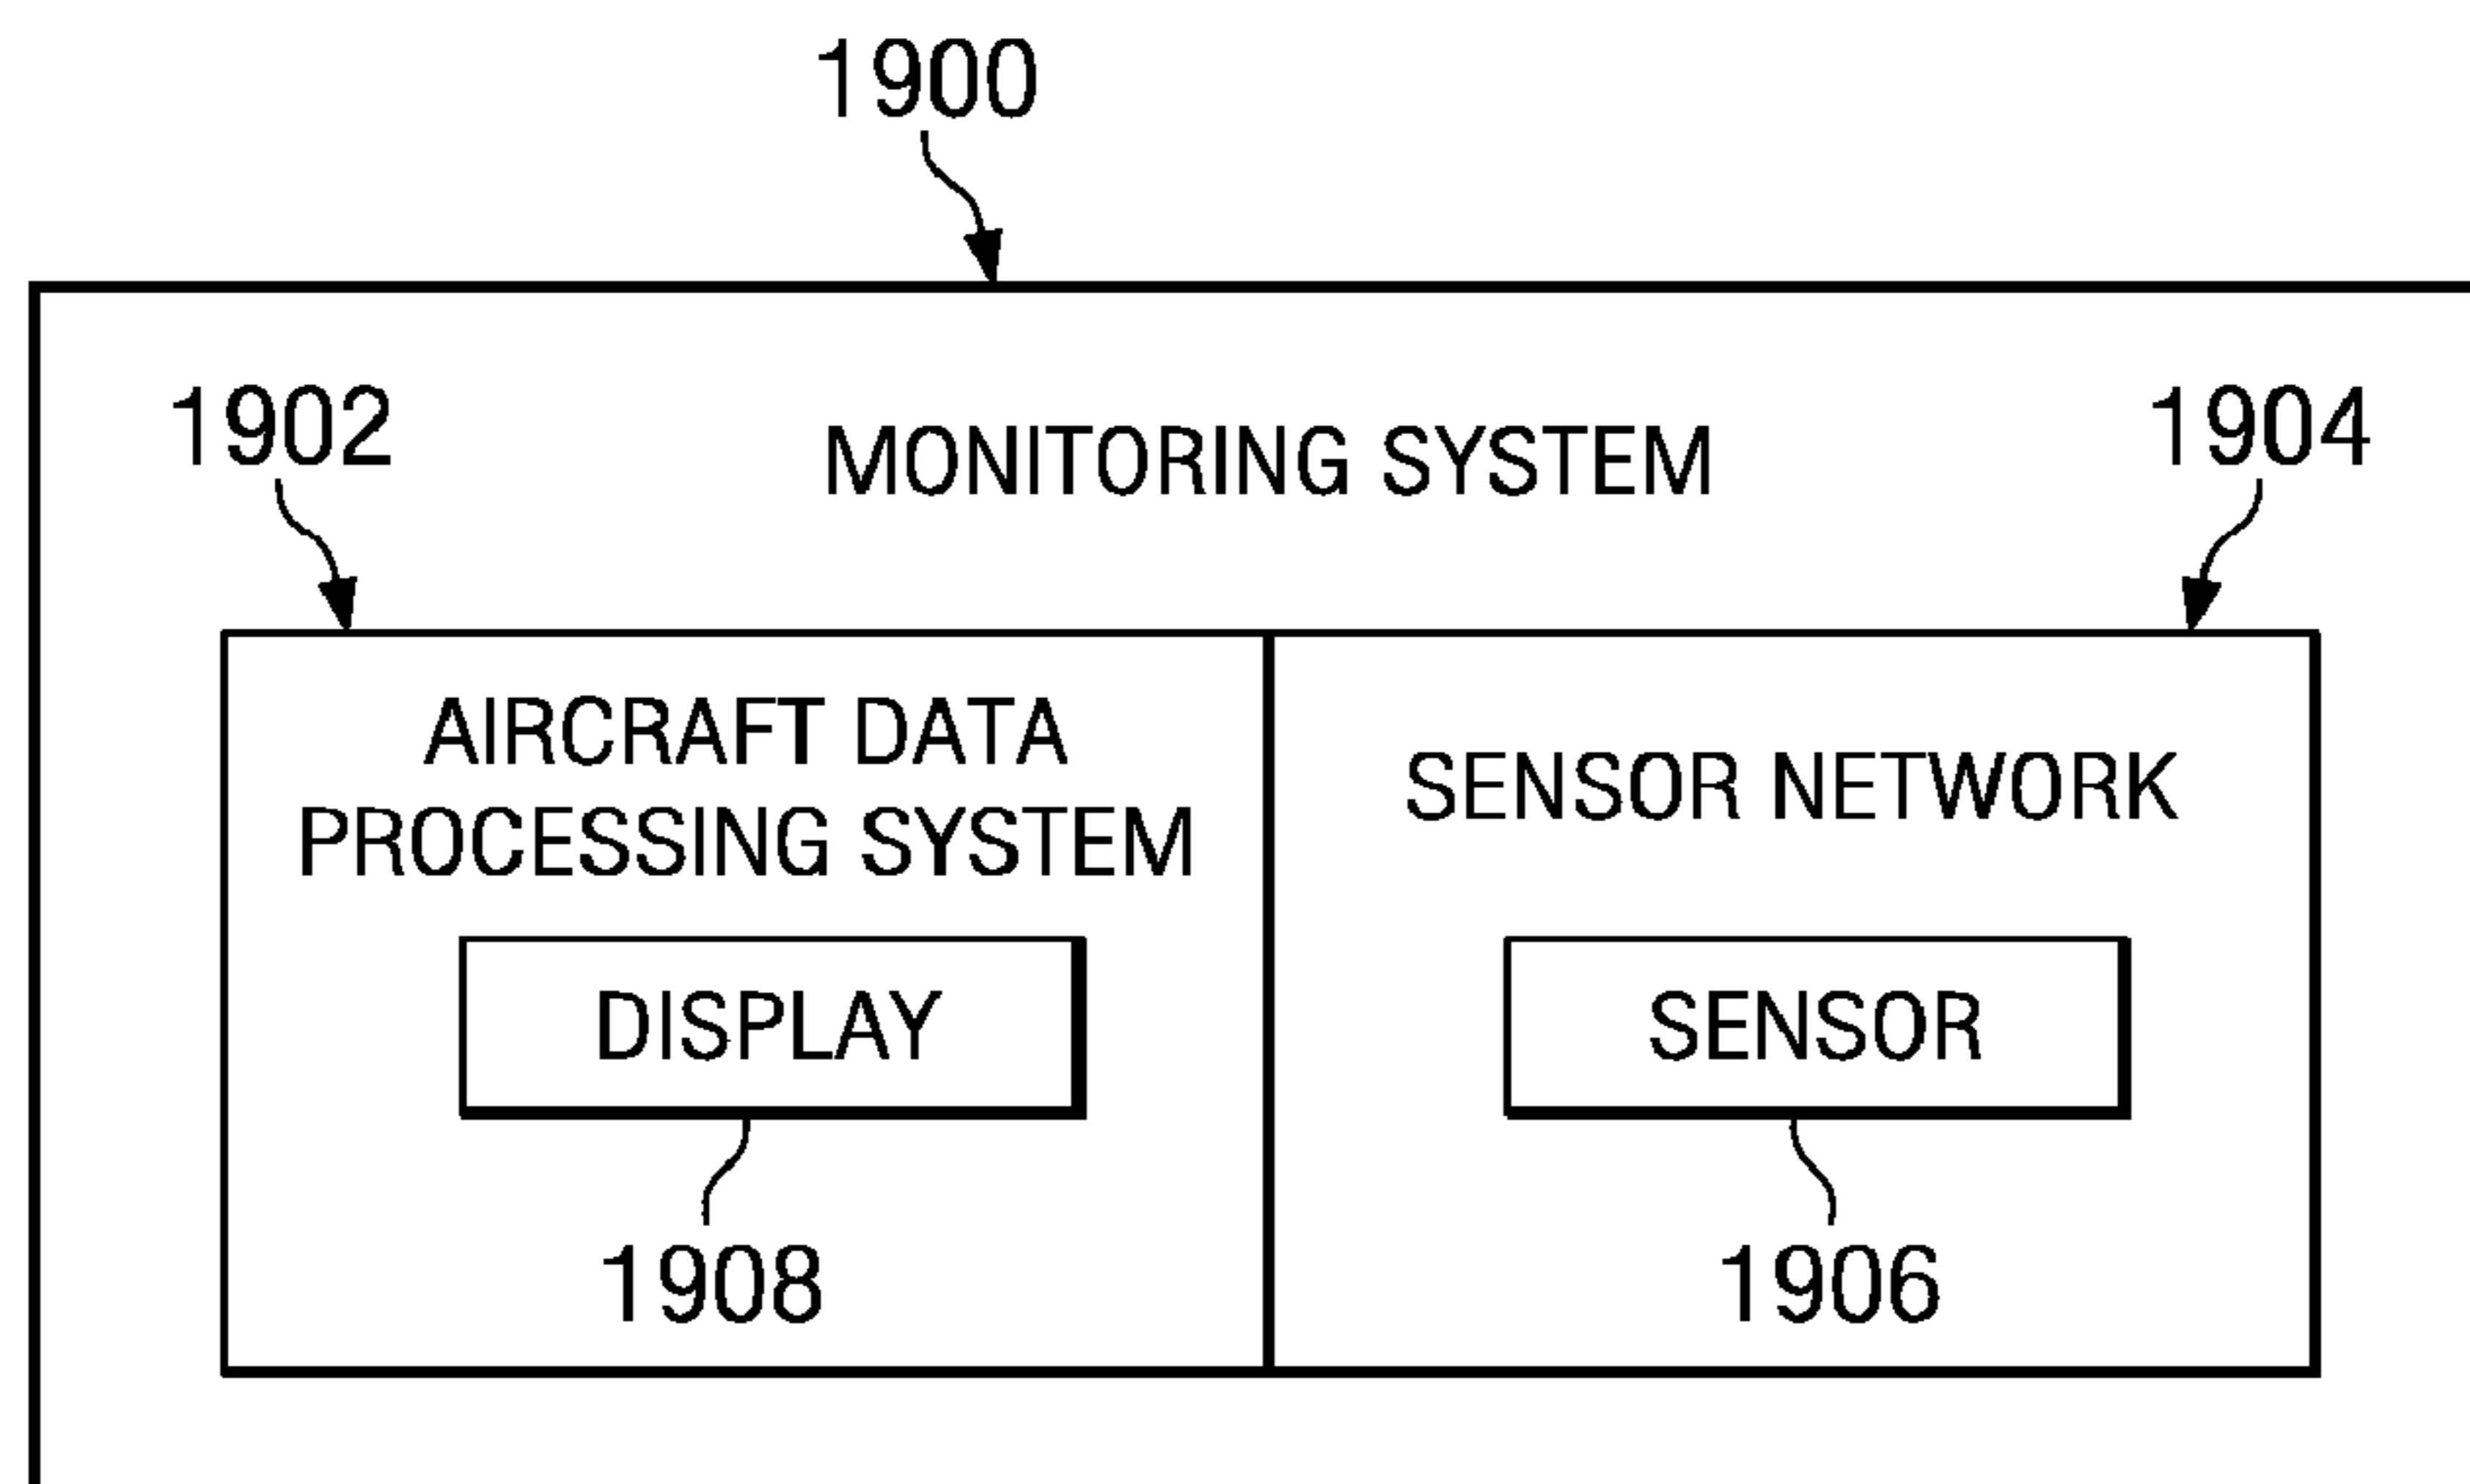 1900
1902
MONITORING SYSTEM
1904
AIRCRAFT DATA
PROCESSING SYSTEM
SENSOR NETWORK
DISPLAY
SENSOR
1908
1906